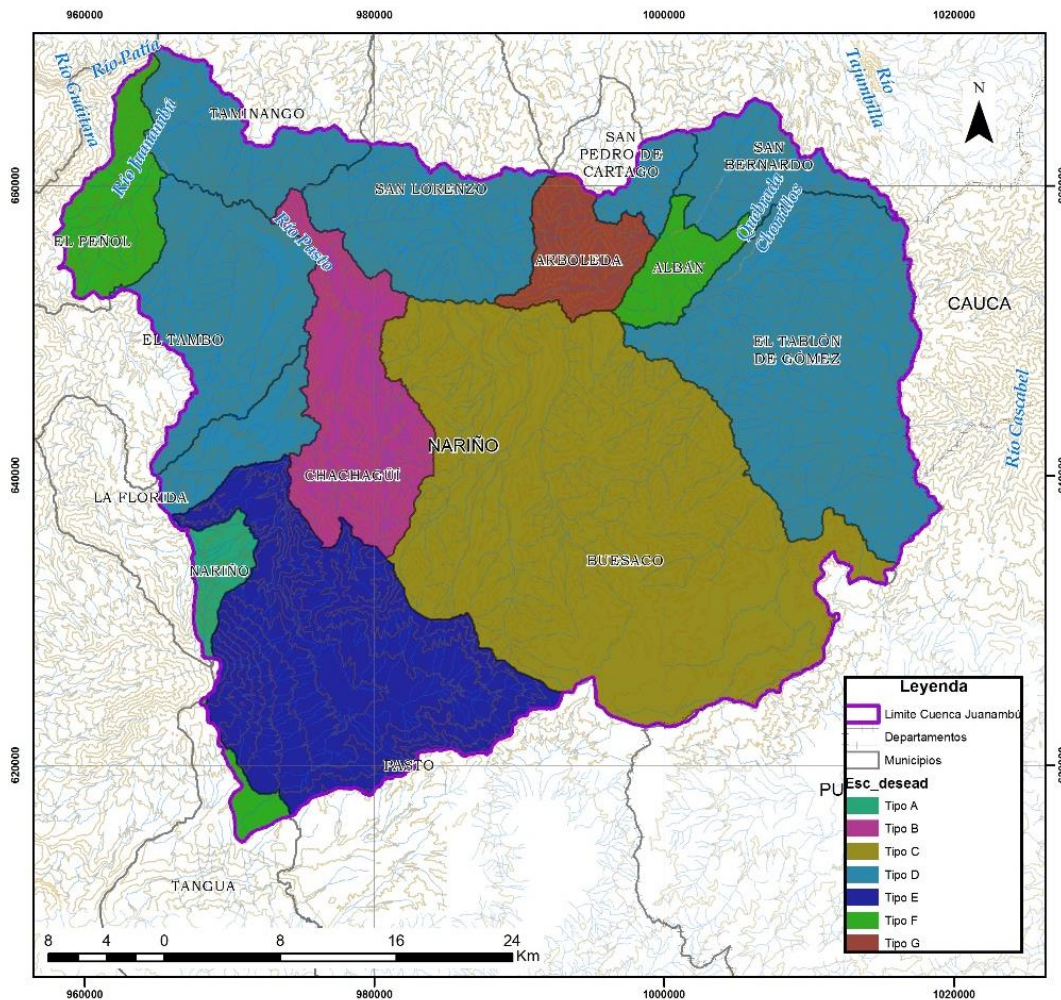 960000
980000
1000000
1020000
Río Patía
Río Guáitara
Río Juanambú
TAMINANGO
SAN
PEDRO DE
CARTAGO
SAN
BERNARDO
Río
Tajumbilla
N
660000
SAN LORENZO
Quebrada
Chorrillos
Río Pasto
EL PEÑOL
ARBOLEDA
ALBÁN
CAUCA
EL TAMBO
EL TABLÓN
DE GÓMEZ
Río Cascabel
NARIÑO
640000
640000
CHACHAGÜÍ
LA FLORIDA
NARIÑO
BUESACO
PASTO
620000
620000
PU
TANGUA
Leyenda
Limite Cuenca Juanambú
Departamentos
Municipios
Esc_desead
Tipo A
Tipo B
Tipo C
Tipo D
Tipo E
Tipo F
Tipo G
8 4 0 8 16 24
Km
960000
980000
1000000
1020000